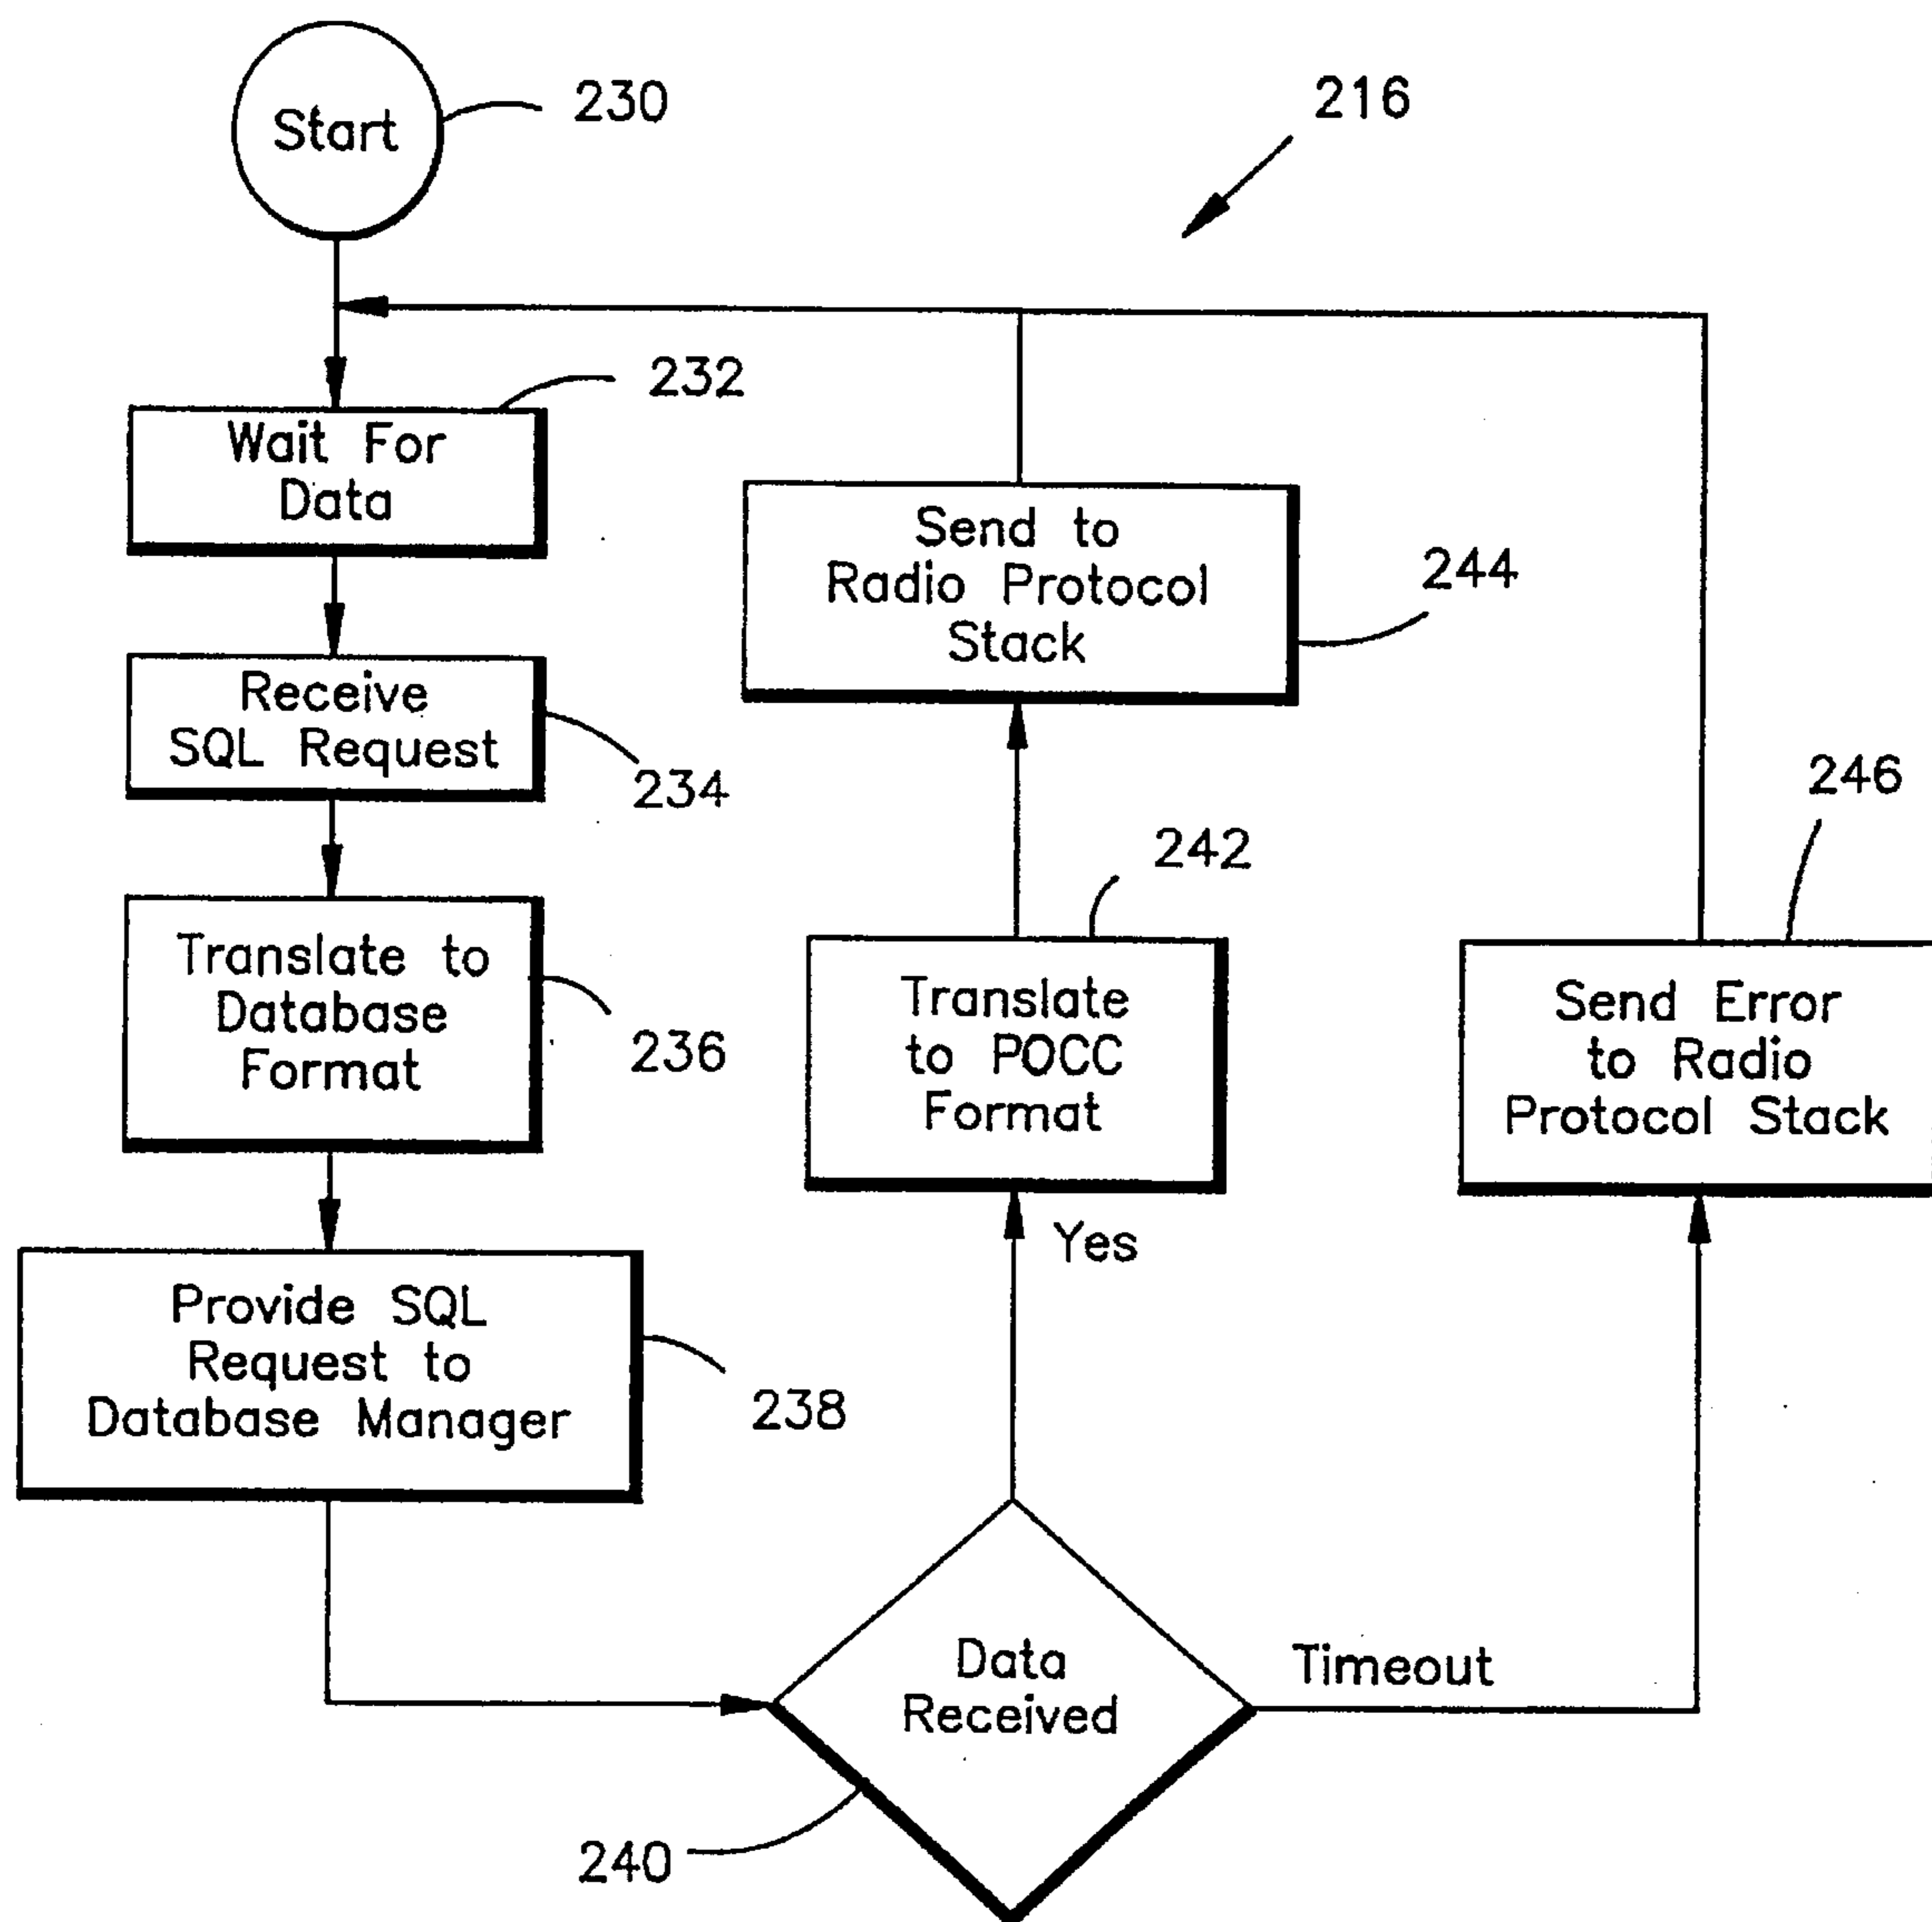 Start
230
216
232
Wait For
Data
Receive
SQL Request
234
Translate to
Database
Format
236
Provide SQL
Request to
Database Manager
238
Data
Received
240
Yes
Timeout
Translate
to POCC
Format
242
Send to
Radio Protocol
Stack
244
Send Error
to Radio
Protocol Stack
246